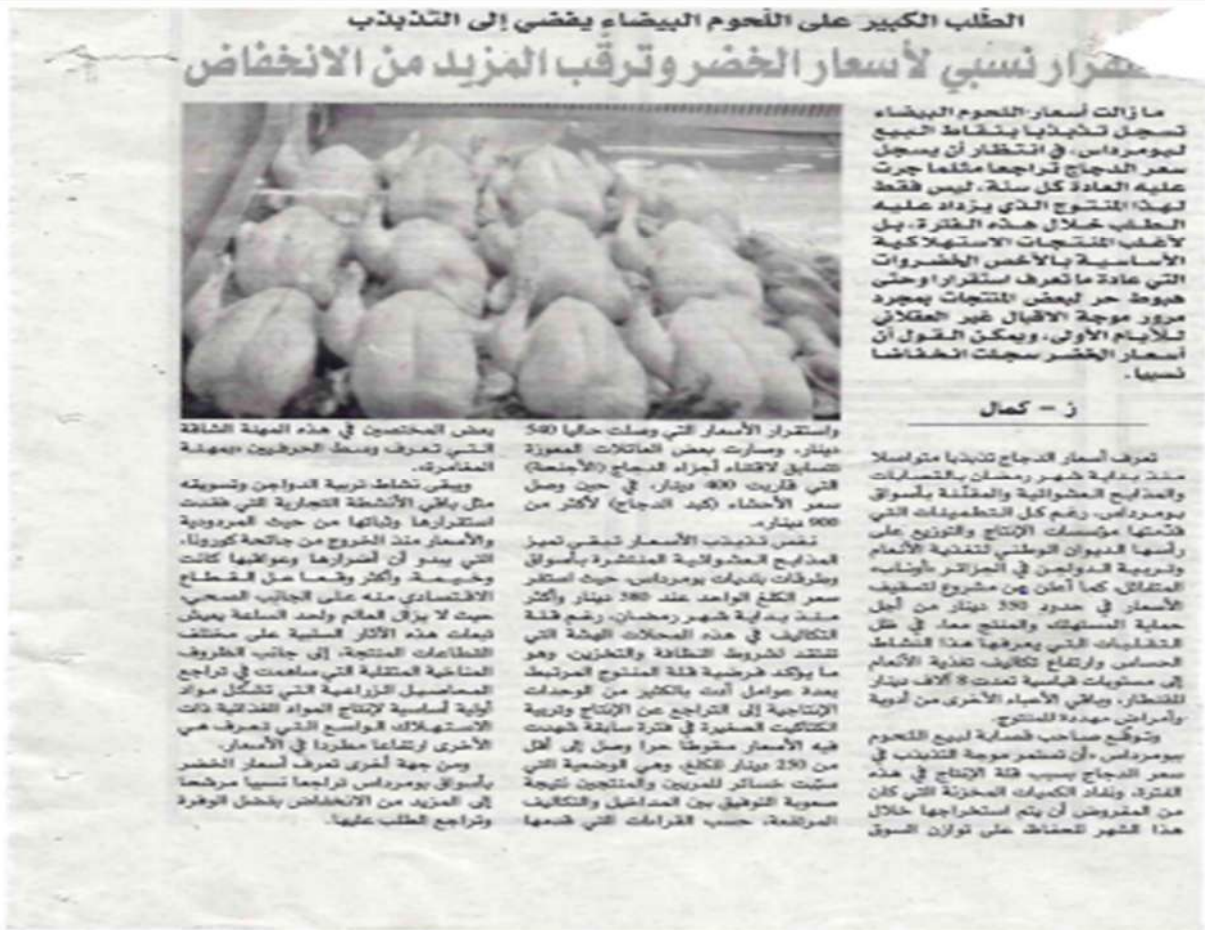 الطّلب الكبير على اللّحوم البيضاء يفضي إلى التذبذب
نسبي لأسعار الخضر وترقّب المزيد من الانخفاض
ما زالت أسعار اللحوم البيضاء
تسجل تذبذبا بنقاط البيع
لبومرداس، في انتظار أن يسجل
سعر الدجاج تراجعا مثلما جرت
عليه العادة كل سنة، ليس فقط
لهذا المنتوج الذي يزداد عليه
الطلب خلال هذه الفترة، بل
لأغلب المنتجات الاستهلاكية
الأساسية بالأخص الخضروات
التي عادة ما تعرف استقرارا وحتى
هبوط حر لبعض المنتجات بمجرد
مرور موجة الاقبال غير العقلاني
للأيام الأولى، ويمكن القول أن
أسعار الخضر سجلت انخفاضا
نسبيا.
ز – كمال
تعرف أسعار الدجاج تذبذبا متواصلا
منذ بداية شهر رمضان بالقصابات
والمذابح العشوائية والمقنّنة بأسواق
بومرداس، رغم كل التطمينات التي
قدّمتها مؤسسات الإنتاج والتوزيع على
رأسها الديوان الوطني لتغذية الأنعام
وتربية الدواجن في الجزائر «أوناب»
المتفائل، كما أعلن عن مشروع لتسقيف
الأسعار في حدود 350 دينار من أجل
حماية المستهلك والمنتج معا، في ظل
التقلبات التي يعرفها هذا النشاط
الحساس وارتفاع تكاليف تغذية الأنعام
إلى مستويات قياسية تعدت 8 آلاف دينار
للقنطار، وباقي الأعباء الأخرى من أدوية
وأمراض مهددة للمنتوج.
وتوقّع صاحب قصابة لبيع اللحوم
ببومرداس «أن تستمر موجة التذبذب في
سعر الدجاج بسبب قلة الإنتاج في هذه
الفترة، ونفاد الكميات المخزنة التي كان
من المفروض أن يتم استخراجها خلال
هذا الشهر للحفاظ على توازن السوق
واستقرار الأسعار التي وصلت حاليا 540
دينار، وصارت بعض العائلات المعوزة
تتسابق لاقتناء أجزاء الدجاج (الأجنحة)
التي قاربت 400 دينار، في حين وصل
سعر الأحشاء (كبد الدجاج) لأكثر من
900 دينار».
نفس تذبذب الأسعار تبقى تميز
المذابح العشوائية المنتشرة بأسواق
وطرقات بلديات بومرداس، حيث استقر
سعر الكلغ الواحد عند 380 دينار وأكثر
منذ بداية شهر رمضان، رغم قلة
التكاليف في هذه المحلات الهشة التي
تفتقد لشروط النظافة والتخزين، وهو
ما يؤكد فرضية قلة المنتوج المرتبط
بعدة عوامل أدت بالكثير من الوحدات
الإنتاجية إلى التراجع عن الإنتاج وتربية
الكتاكيت الصغيرة في فترة سابقة شهدت
فيه الأسعار سقوطا حرا وصل إلى أقل
من 250 دينار للكلغ، وهي الوضعية التي
سبّبت خسائر للمربين والمنتجين نتيجة
صعوبة التوفيق بين المداخيل والتكاليف
المرتفعة، حسب القراءات التي قدمها
بعض المختصين في هذه المهنة الشاقة
التي تعرف وسط الحرفيين «بمهنة
المقامرة».
ويبقى نشاط تربية الدواجن وتسويقه
مثل باقي الأنشطة التجارية التي فقدت
استقرارها وثباتها من حيث المردودية
والأسعار منذ الخروج من جائحة كورونا،
التي يبدو أن أضرارها وعواقبها كانت
وخيمة، وأكثر وقعا على القطاع
الاقتصادي منه على الجانب الصحي،
حيث لا يزال العالم ولحد الساعة يعيش
تبعات هذه الآثار السلبية على مختلف
القطاعات المنتجة، إلى جانب الظروف
المناخية المتقلبة التي ساهمت في تراجع
المحاصيل الزراعية التي تشكل مواد
أولية أساسية لإنتاج المواد الغذائية ذات
الاستهلاك الواسع التي تعرف هي
الأخرى ارتفاعا مطردا في الأسعار.
ومن جهة أخرى تعرف أسعار الخضر
بأسواق بومرداس تراجعا نسبيا مرشحا
إلى المزيد من الانخفاض بفضل الوفرة
وتراجع الطلب عليها.